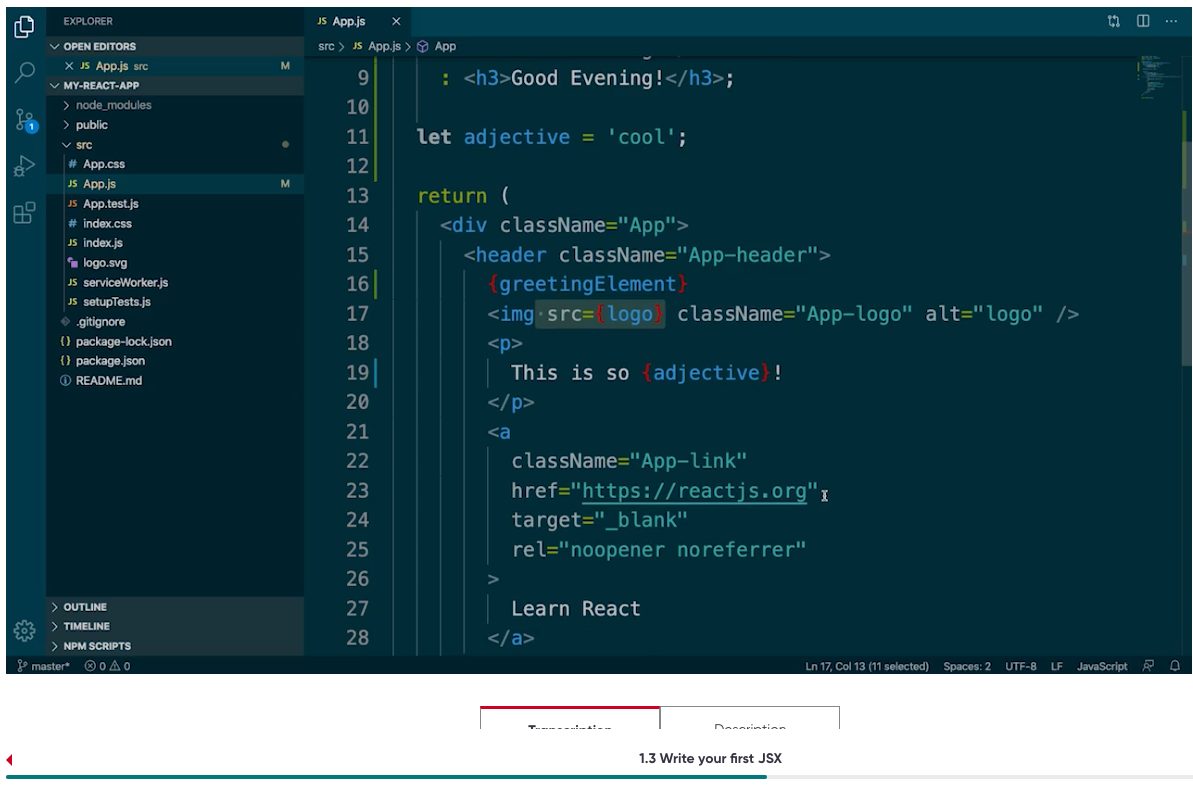 EXPLORER
JS App.js ×
OPEN EDITORS
src > JS App.js > App
× JS App.js src M
MY-REACT-APP
node_modules
public
src
# App.css
JS App.js M
JS App.test.js
# index.css
JS index.js
logo.svg
JS serviceWorker.js
JS setupTests.js
.gitignore
{} package-lock.json
{} package.json
README.md
OUTLINE
TIMELINE
NPM SCRIPTS
1
9 : <h3>Good Evening!</h3>;
10
11 let adjective = 'cool';
12
13 return (
14 <div className="App">
15 <header className="App-header">
16 {greetingElement}
17 <img src={logo} className="App-logo" alt="logo" />
18 <p>
19 This is so {adjective}!
20 </p>
21 <a
22 className="App-link"
23 href="https://reactjs.org"
24 target="_blank"
25 rel="noopener noreferrer"
26 >
27 Learn React
28 </a>
master* 0 0 Ln 17, Col 13 (11 selected) Spaces: 2 UTF-8 LF JavaScript
Transcription Description
1.3 Write your first JSX